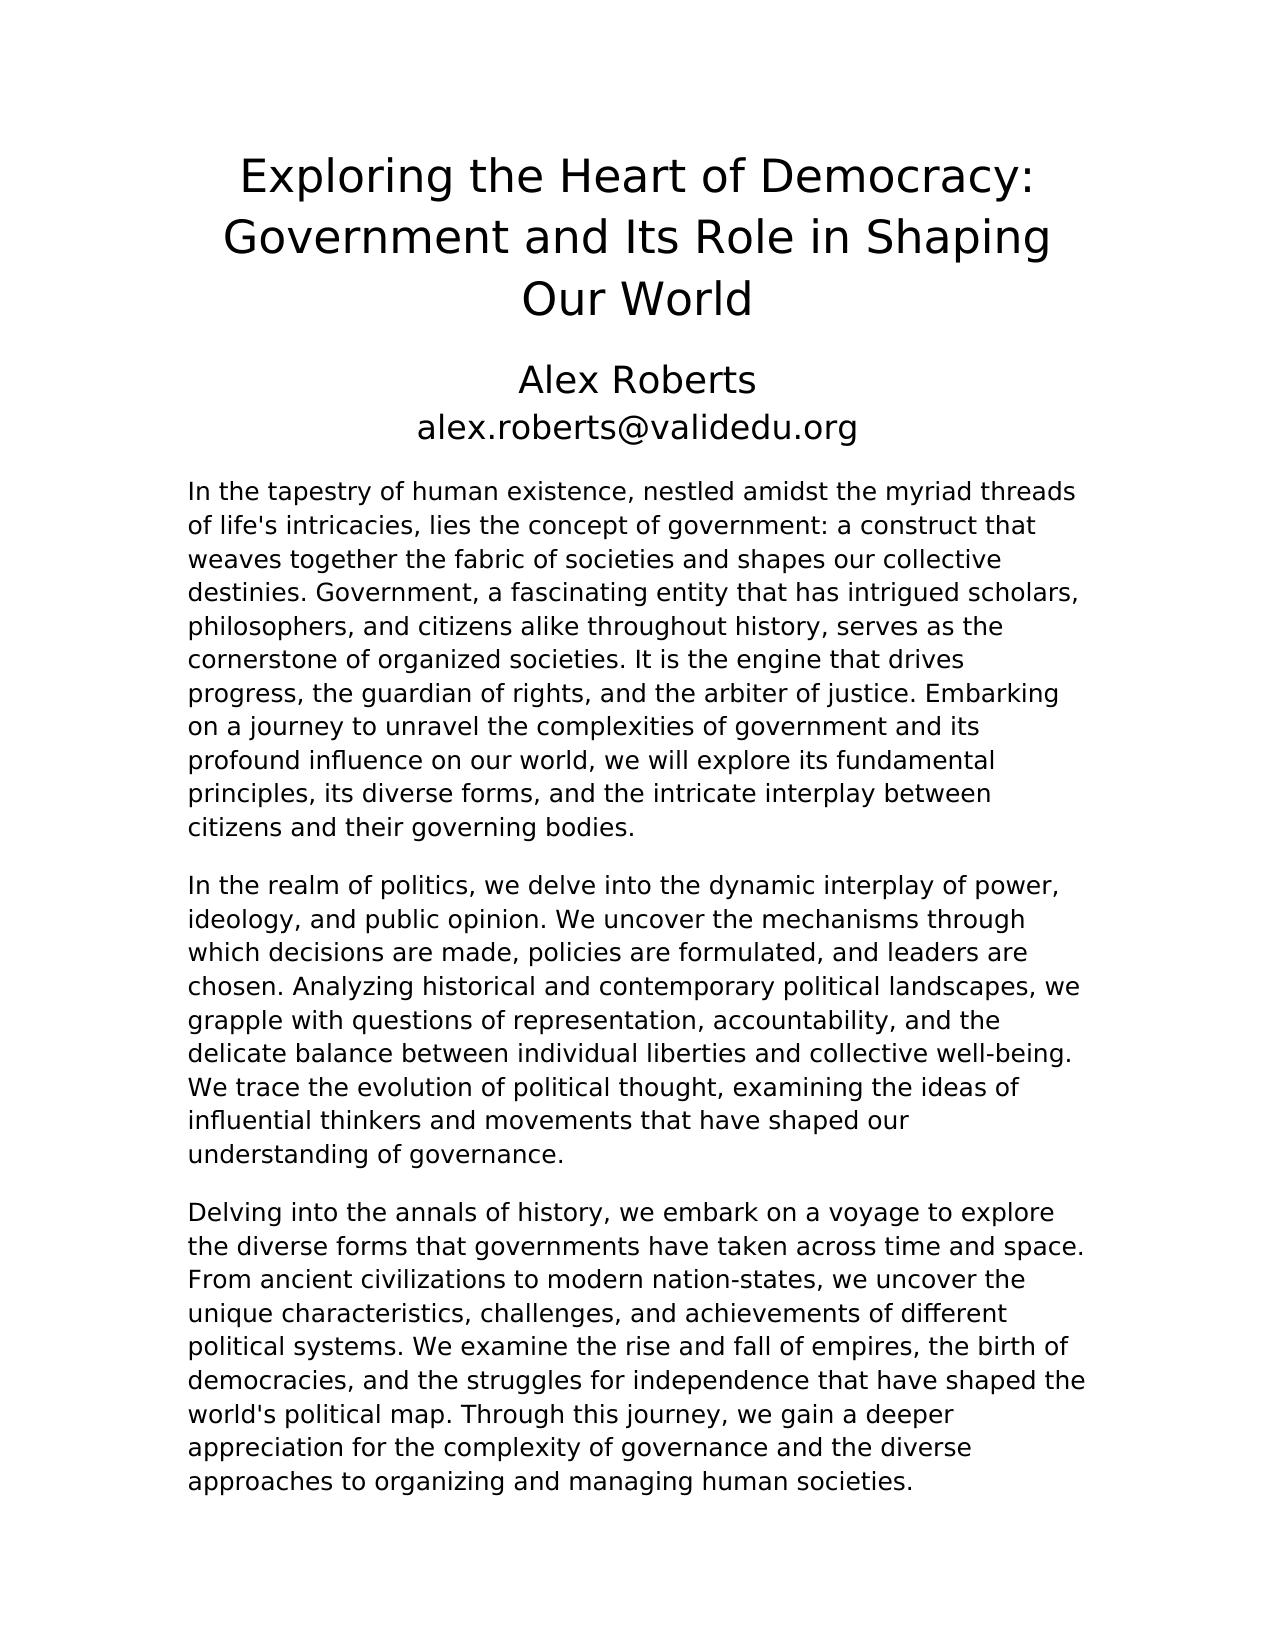 Exploring the Heart of Democracy:
Government and Its Role in Shaping
Our World
Alex Roberts
alex.roberts@validedu.org
In the tapestry of human existence, nestled amidst the myriad threads
of life's intricacies, lies the concept of government: a construct that
weaves together the fabric of societies and shapes our collective
destinies. Government, a fascinating entity that has intrigued scholars,
philosophers, and citizens alike throughout history, serves as the
cornerstone of organized societies. It is the engine that drives
progress, the guardian of rights, and the arbiter of justice. Embarking
on a journey to unravel the complexities of government and its
profound influence on our world, we will explore its fundamental
principles, its diverse forms, and the intricate interplay between
citizens and their governing bodies.
In the realm of politics, we delve into the dynamic interplay of power,
ideology, and public opinion. We uncover the mechanisms through
which decisions are made, policies are formulated, and leaders are
chosen. Analyzing historical and contemporary political landscapes, we
grapple with questions of representation, accountability, and the
delicate balance between individual liberties and collective well-being.
We trace the evolution of political thought, examining the ideas of
influential thinkers and movements that have shaped our
understanding of governance.
Delving into the annals of history, we embark on a voyage to explore
the diverse forms that governments have taken across time and space.
From ancient civilizations to modern nation-states, we uncover the
unique characteristics, challenges, and achievements of different
political systems. We examine the rise and fall of empires, the birth of
democracies, and the struggles for independence that have shaped the
world's political map. Through this journey, we gain a deeper
appreciation for the complexity of governance and the diverse
approaches to organizing and managing human societies.